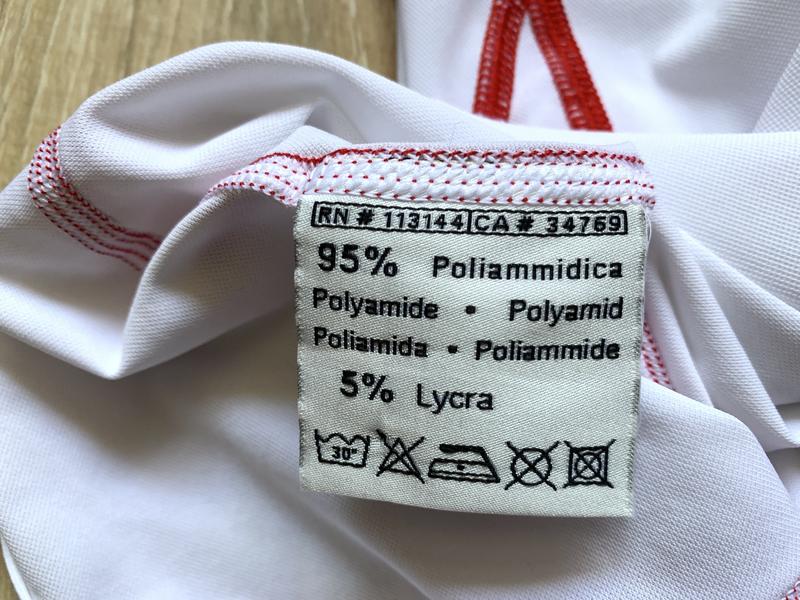 RN # 113144 CA # 34769
95% Poliammidica
Polyamide • Polyamid
Poliamida • Poliammide
5% Lycra
30°